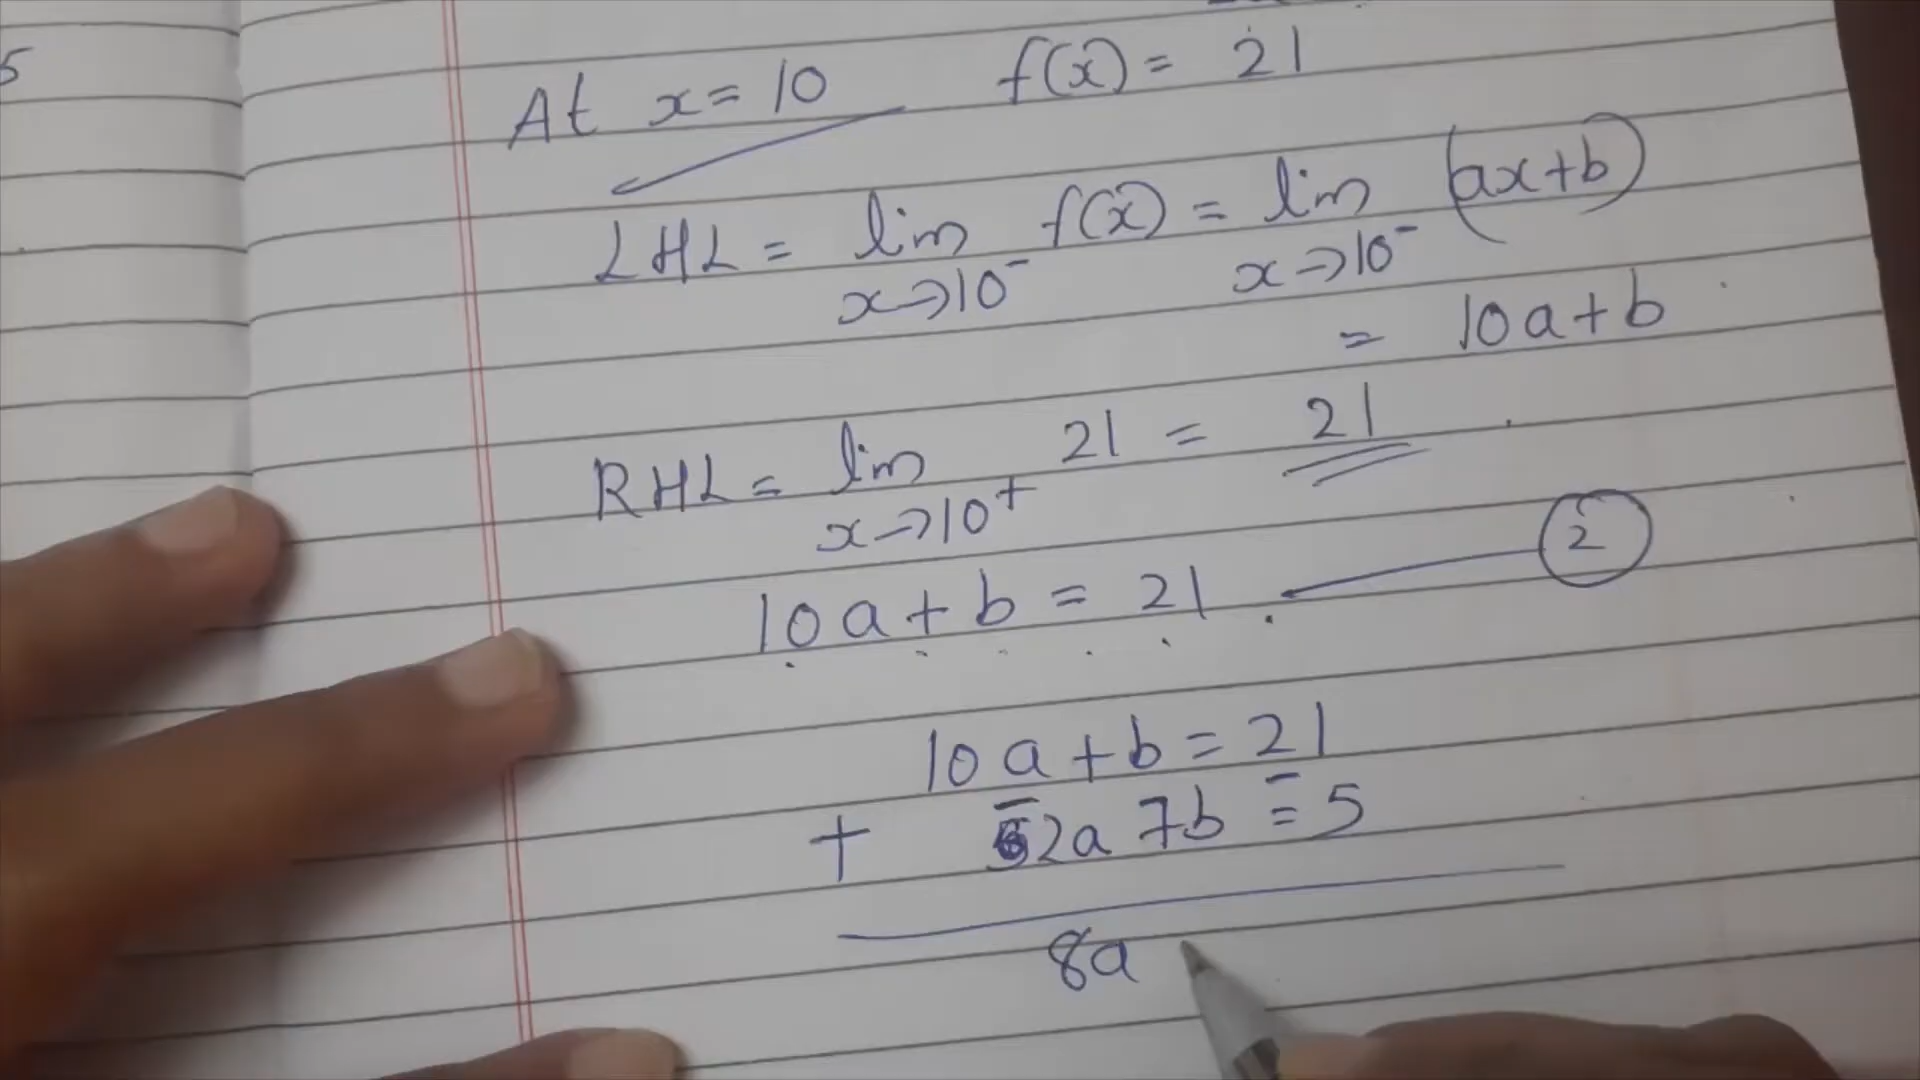 5
At x = 10 f(x) = 21
LHL = lim f(x) = lim (ax+b)
x→10⁻ x→10⁻
= 10a+b
RHL = lim 21 = 21
x→10⁺
10a+b = 21 ②
10a+b = 21
+ 2a + b = 5
8a